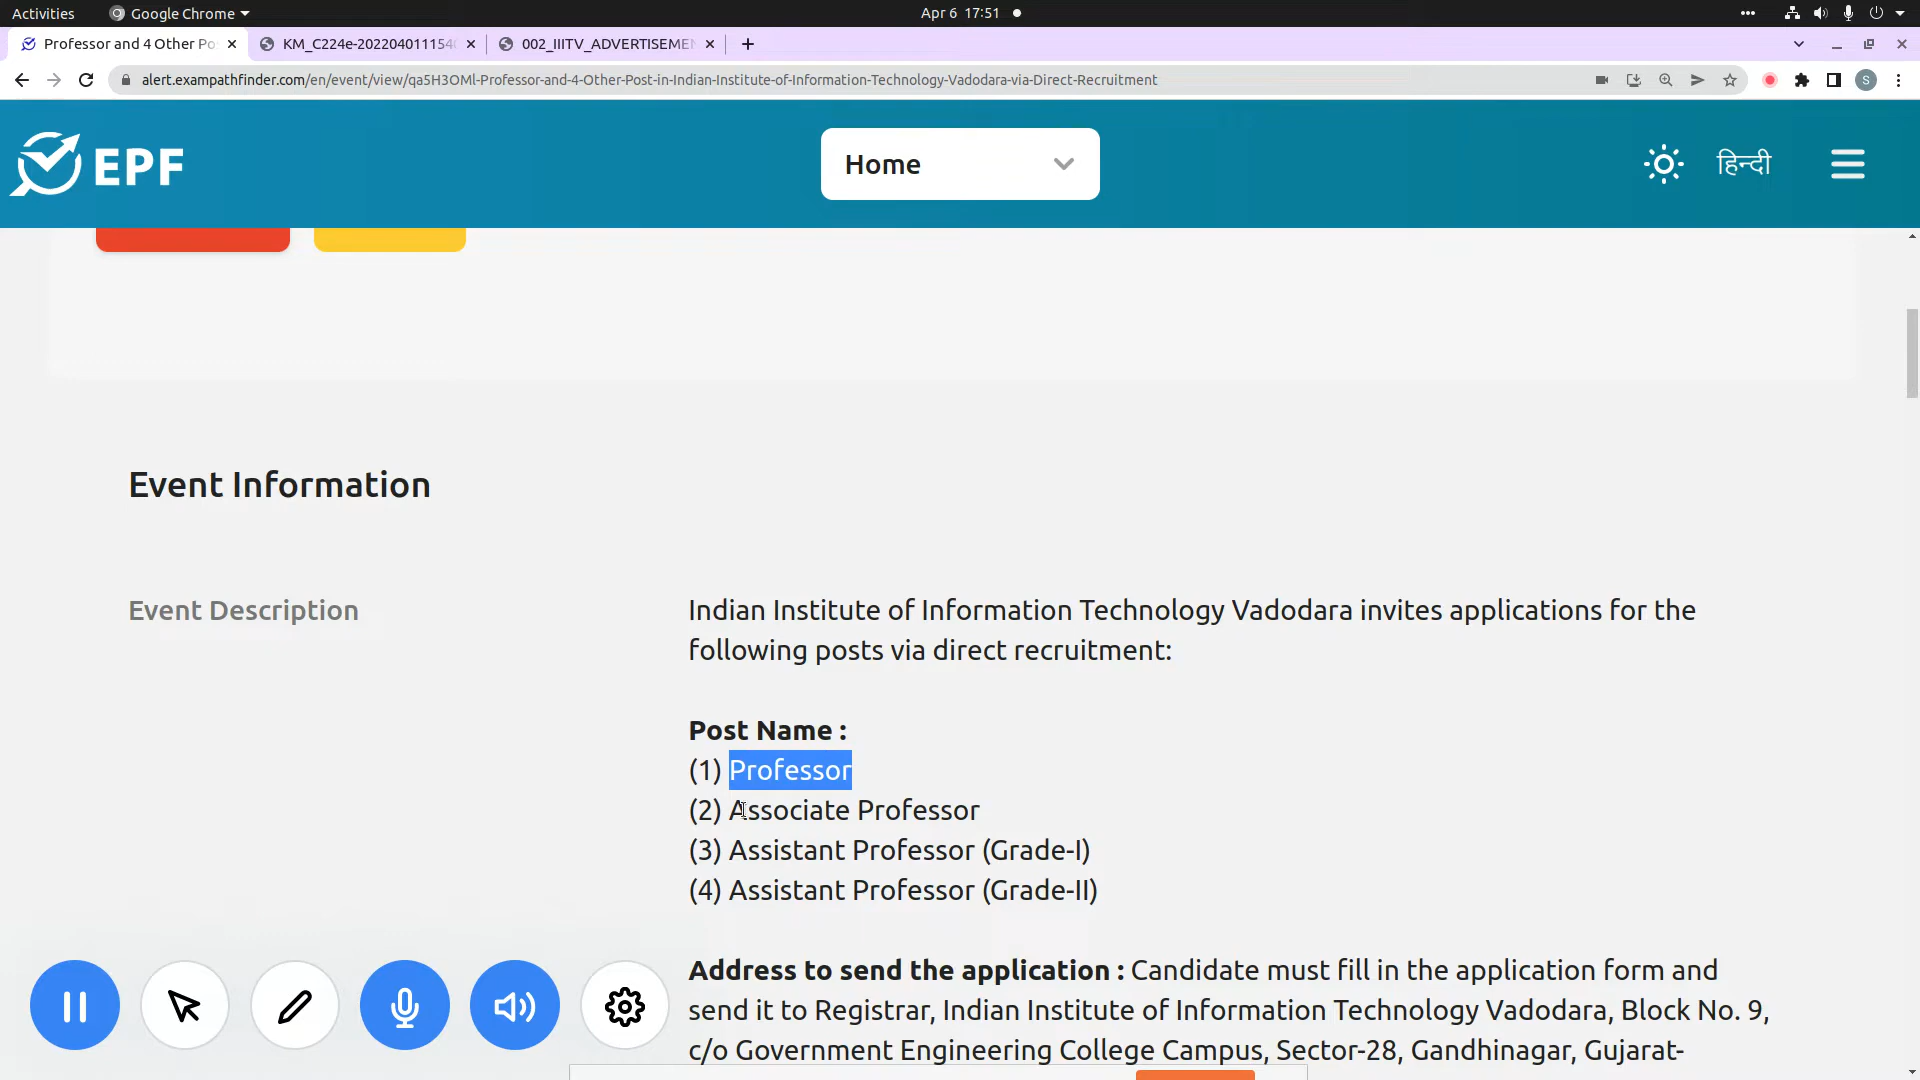 Activities Google Chrome Apr 6 17:51
Professor and 4 Other Po KM_C224e-20220401115 002_IIITV_ADVERTISEME
alert.exampathfinder.com/en/event/view/qa5H3OMl-Professor-and-4-Other-Post-in-Indian-Institute-of-Information-Technology-Vadodara-via-Direct-Recruitment S
EPF Home हिन्दी
Event Information
Event Description
Indian Institute of Information Technology Vadodara invites applications for the
following posts via direct recruitment:
Post Name :
(1) Professor
(2) Associate Professor
(3) Assistant Professor (Grade-I)
(4) Assistant Professor (Grade-II)
Address to send the application : Candidate must fill in the application form and
send it to Registrar, Indian Institute of Information Technology Vadodara, Block No. 9,
c/o Government Engineering College Campus, Sector-28, Gandhinagar, Gujarat-